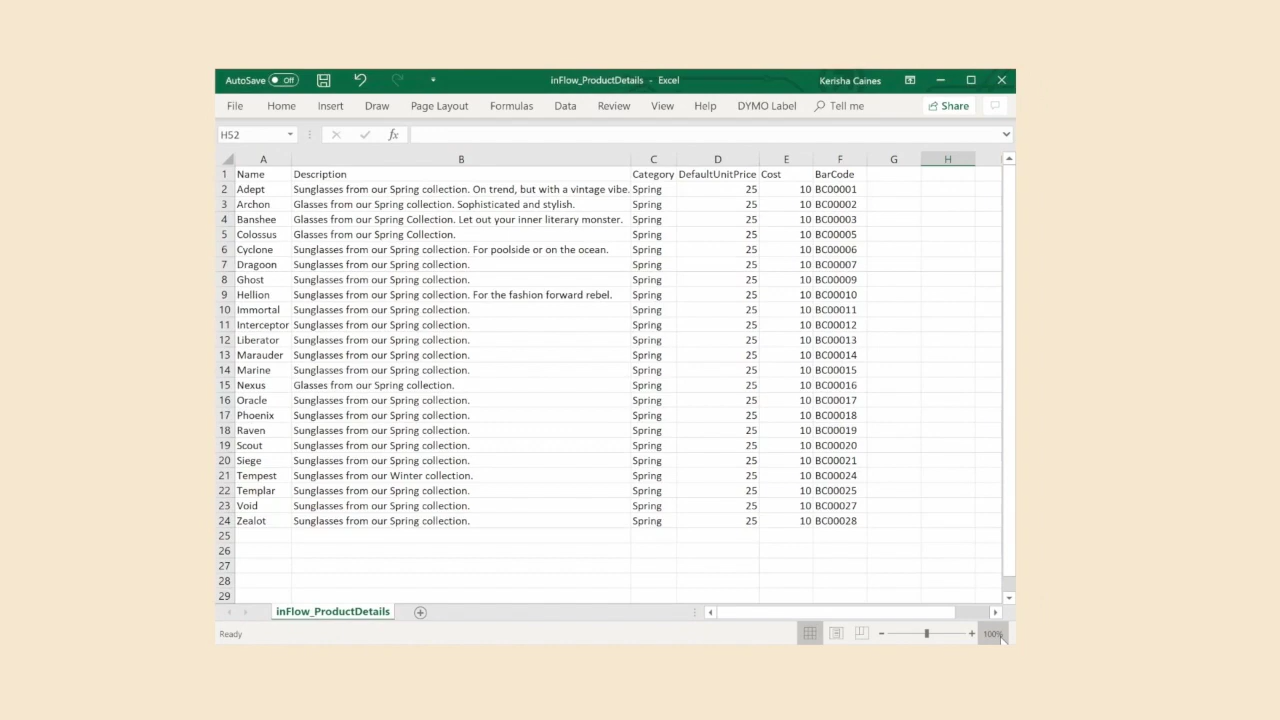 AutoSave Off inFlow_ProductDetails - Excel Kerisha Caines
File Home Insert Draw Page Layout Formulas Data Review View Help DYMO Label Tell me Share
H52 fx
A B C D E F G H
1 Name Description Category DefaultUnitPrice Cost BarCode
2 Adept Sunglasses from our Spring collection. On trend, but with a vintage vibe. Spring 25 10 BC00001
3 Archon Glasses from our Spring collection. Sophisticated and stylish. Spring 25 10 BC00002
4 Banshee Glasses from our Spring Collection. Let out your inner literary monster. Spring 25 10 BC00003
5 Colossus Glasses from our Spring Collection. Spring 25 10 BC00005
6 Cyclone Sunglasses from our Spring collection. For poolside or on the ocean. Spring 25 10 BC00006
7 Dragoon Sunglasses from our Spring collection. Spring 25 10 BC00007
8 Ghost Sunglasses from our Spring collection. Spring 25 10 BC00009
9 Hellion Sunglasses from our Spring collection. For the fashion forward rebel. Spring 25 10 BC00010
10 Immortal Sunglasses from our Spring collection. Spring 25 10 BC00011
11 Interceptor Sunglasses from our Spring collection. Spring 25 10 BC00012
12 Liberator Sunglasses from our Spring collection. Spring 25 10 BC00013
13 Marauder Sunglasses from our Spring collection. Spring 25 10 BC00014
14 Marine Sunglasses from our Spring collection. Spring 25 10 BC00015
15 Nexus Glasses from our Spring collection. Spring 25 10 BC00016
16 Oracle Sunglasses from our Spring collection. Spring 25 10 BC00017
17 Phoenix Sunglasses from our Spring collection. Spring 25 10 BC00018
18 Raven Sunglasses from our Spring collection. Spring 25 10 BC00019
19 Scout Sunglasses from our Spring collection. Spring 25 10 BC00020
20 Siege Sunglasses from our Spring collection. Spring 25 10 BC00021
21 Tempest Sunglasses from our Winter collection. Spring 25 10 BC00024
22 Templar Sunglasses from our Spring collection. Spring 25 10 BC00025
23 Void Sunglasses from our Spring collection. Spring 25 10 BC00027
24 Zealot Sunglasses from our Spring collection. Spring 25 10 BC00028
25
26
27
28
29
inFlow_ProductDetails
Ready 100%